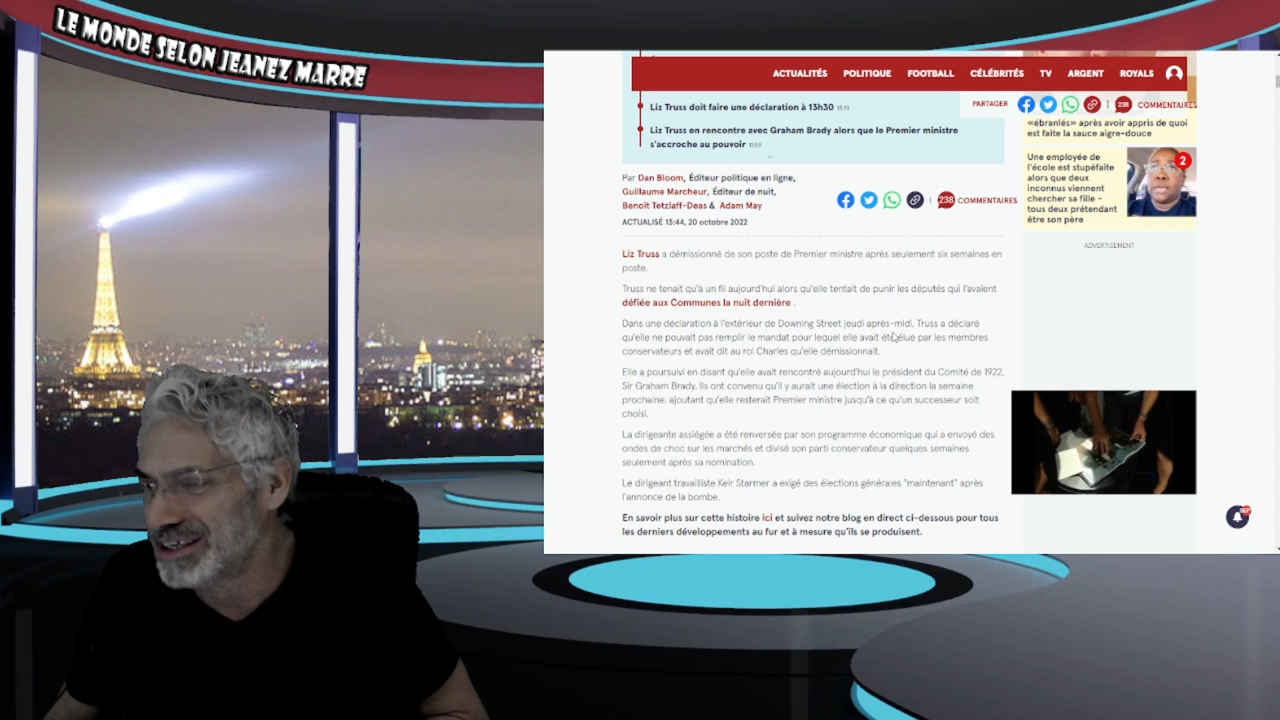 LE MONDE SELON JEANEZ MARRE
ACTUALITÉS POLITIQUE FOOTBALL CÉLÉBRITÉS TV ARGENT ROYALS
Liz Truss doit faire une déclaration à 13h30
Liz Truss en rencontre avec Graham Brady alors que le Premier ministre
s'accroche au pouvoir
PARTAGER
238 COMMENTAIRES
«ébranlés» après avoir appris de quoi
est faite la sauce aigre-douce
Une employée de
l'école est stupéfaite
alors que deux
inconnus viennent
chercher sa fille -
tous deux prétendant
être son père
2
Par Dan Bloom, Éditeur politique en ligne,
Guillaume Marcheur, Éditeur de nuit,
Benoît Tetzlaff-Deas & Adam May
238 COMMENTAIRES
ACTUALISÉ 13:44, 20 octobre 2022
ADVERTISEMENT
Liz Truss a démissionné de son poste de Premier ministre après seulement six semaines en
poste.
Truss ne tenait qu'à un fil aujourd'hui alors qu'elle tentait de punir les députés qui l'avaient
défiée aux Communes la nuit dernière .
Dans une déclaration à l'extérieur de Downing Street jeudi après-midi, Truss a déclaré
qu'elle ne pouvait pas remplir le mandat pour lequel elle avait été élue par les membres
conservateurs et avait dit au roi Charles qu'elle démissionnait.
Elle a poursuivi en disant qu'elle avait rencontré aujourd'hui le président du Comité de 1922,
Sir Graham Brady. Ils ont convenu qu'il y aurait une élection à la direction la semaine
prochaine, ajoutant qu'elle resterait Premier ministre jusqu'à ce qu'un successeur soit
choisi.
La dirigeante assiégée a été renversée par son programme économique qui a envoyé des
ondes de choc sur les marchés et divisé son parti conservateur quelques semaines
seulement après sa nomination.
Le dirigeant travailliste Keir Starmer a exigé des élections générales "maintenant" après
l'annonce de la bombe.
En savoir plus sur cette histoire ici et suivez notre blog en direct ci-dessous pour tous
les derniers développements au fur et à mesure qu'ils se produisent.